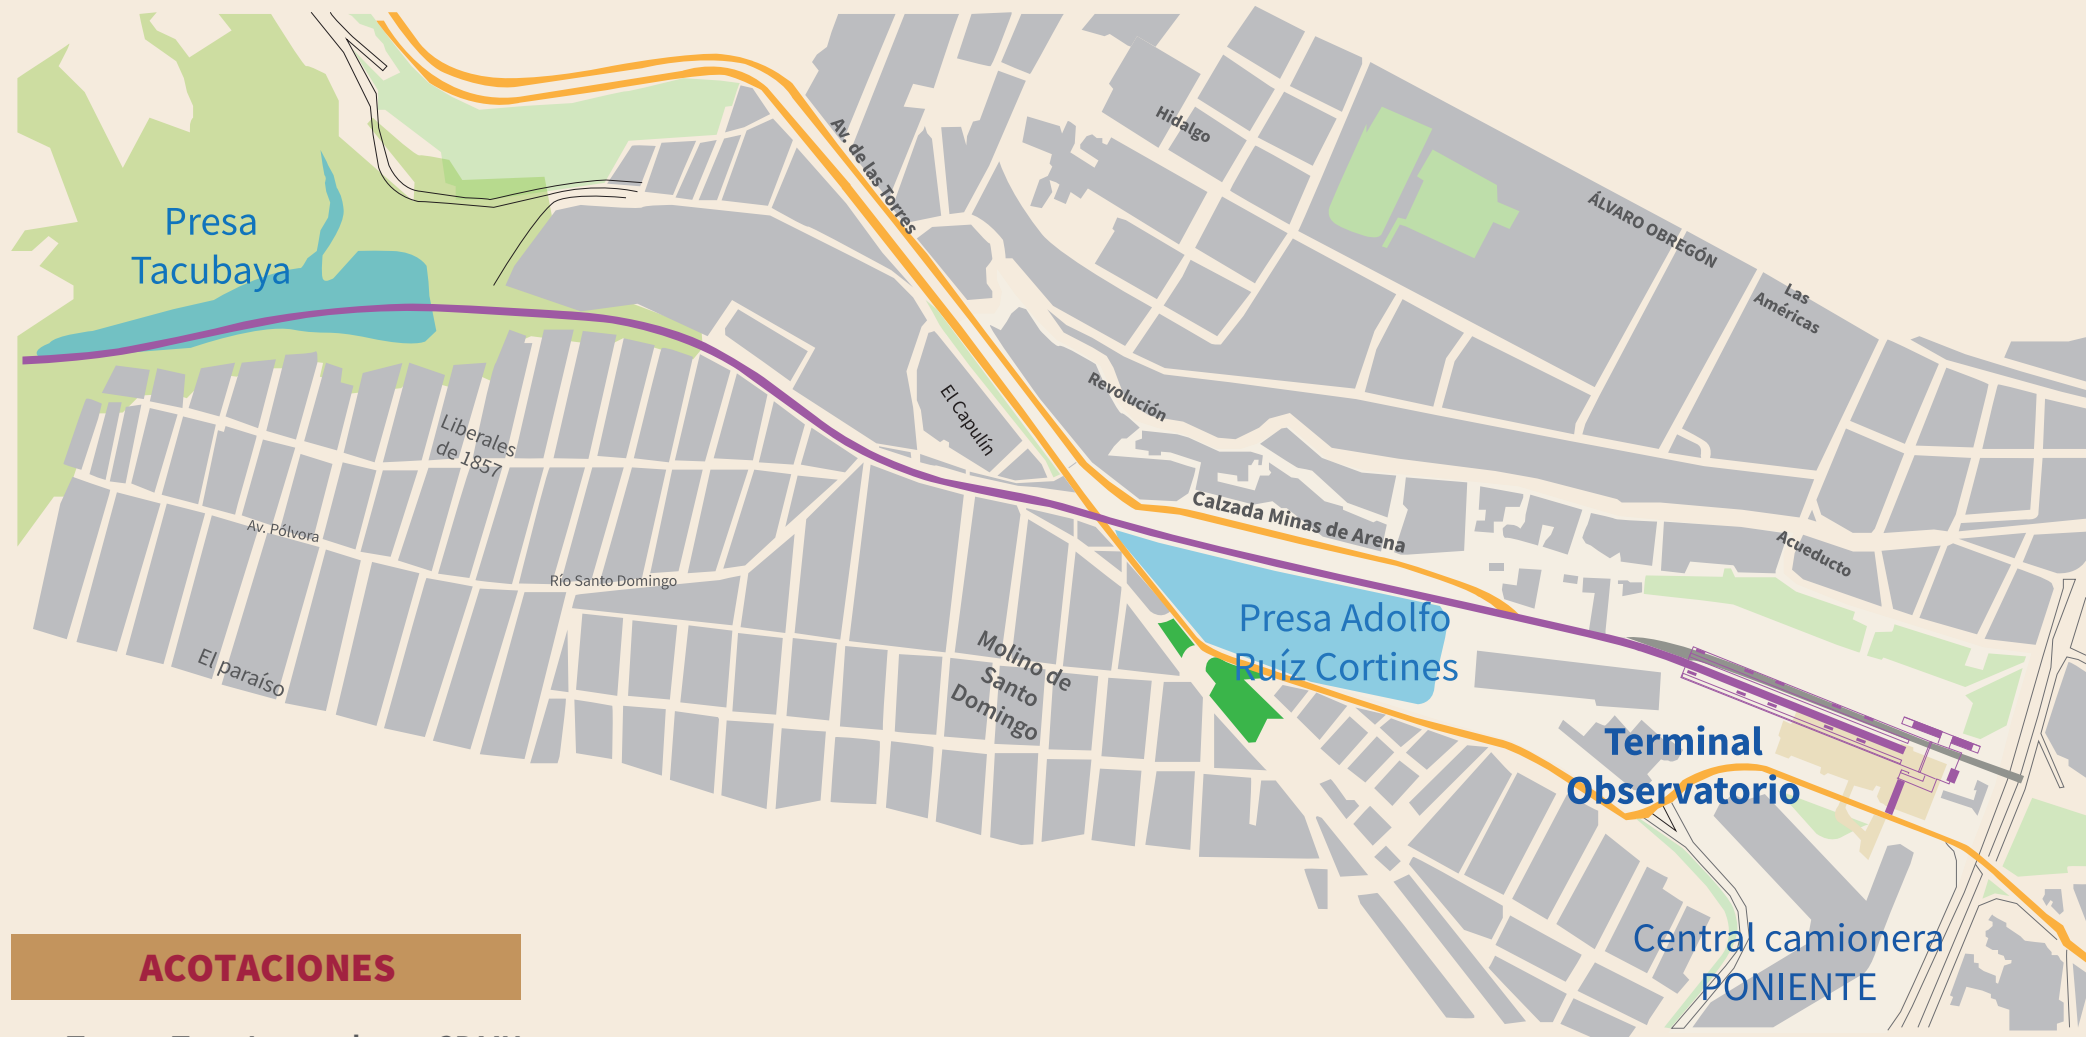 Hidalgo
Av. de las Torres
ÁLVARO OBREGÓN
Presa
Tacubaya
Las
Américas
Revolución
El Capulín
Liberales
de 1857
Calzada Minas de Arena
Av. Pólvora
Acueducto
Río Santo Domingo
Presa Adolfo
Ruíz Cortines
El paraíso
Molino de
Santo
Domingo
Terminal
Observatorio
Central camionera
PONIENTE
ACOTACIONES